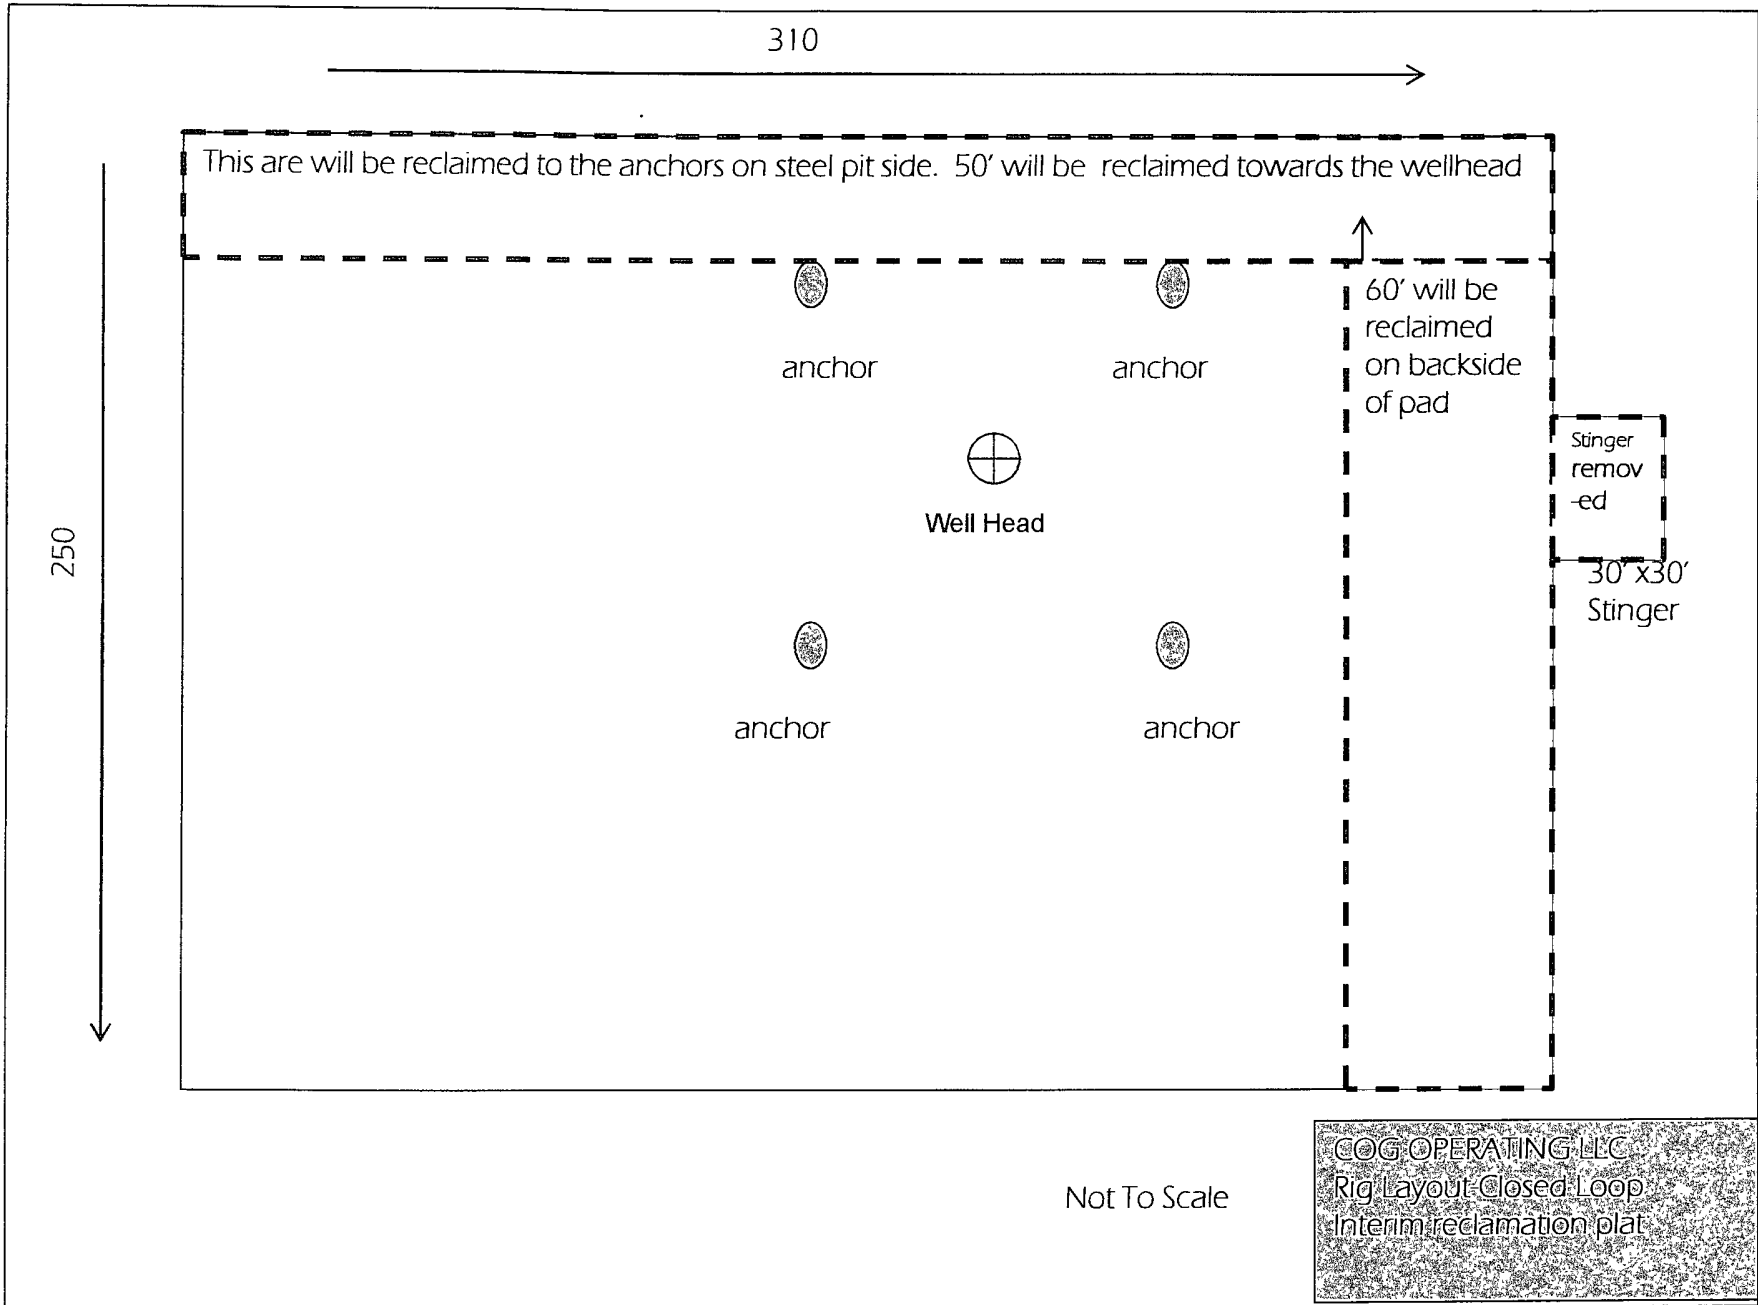 310
This are will be reclaimed to the anchors on steel pit side. 50' will be reclaimed towards the wellhead
60' will be
reclaimed
on backside
of pad
anchor
anchor
Stinger
remov
-ed
Well Head
250
30' x30'
Stinger
anchor
anchor
COG OPERATING LLC
Rig Layout Closed Loop
Interim reclamation plat
Not To Scale